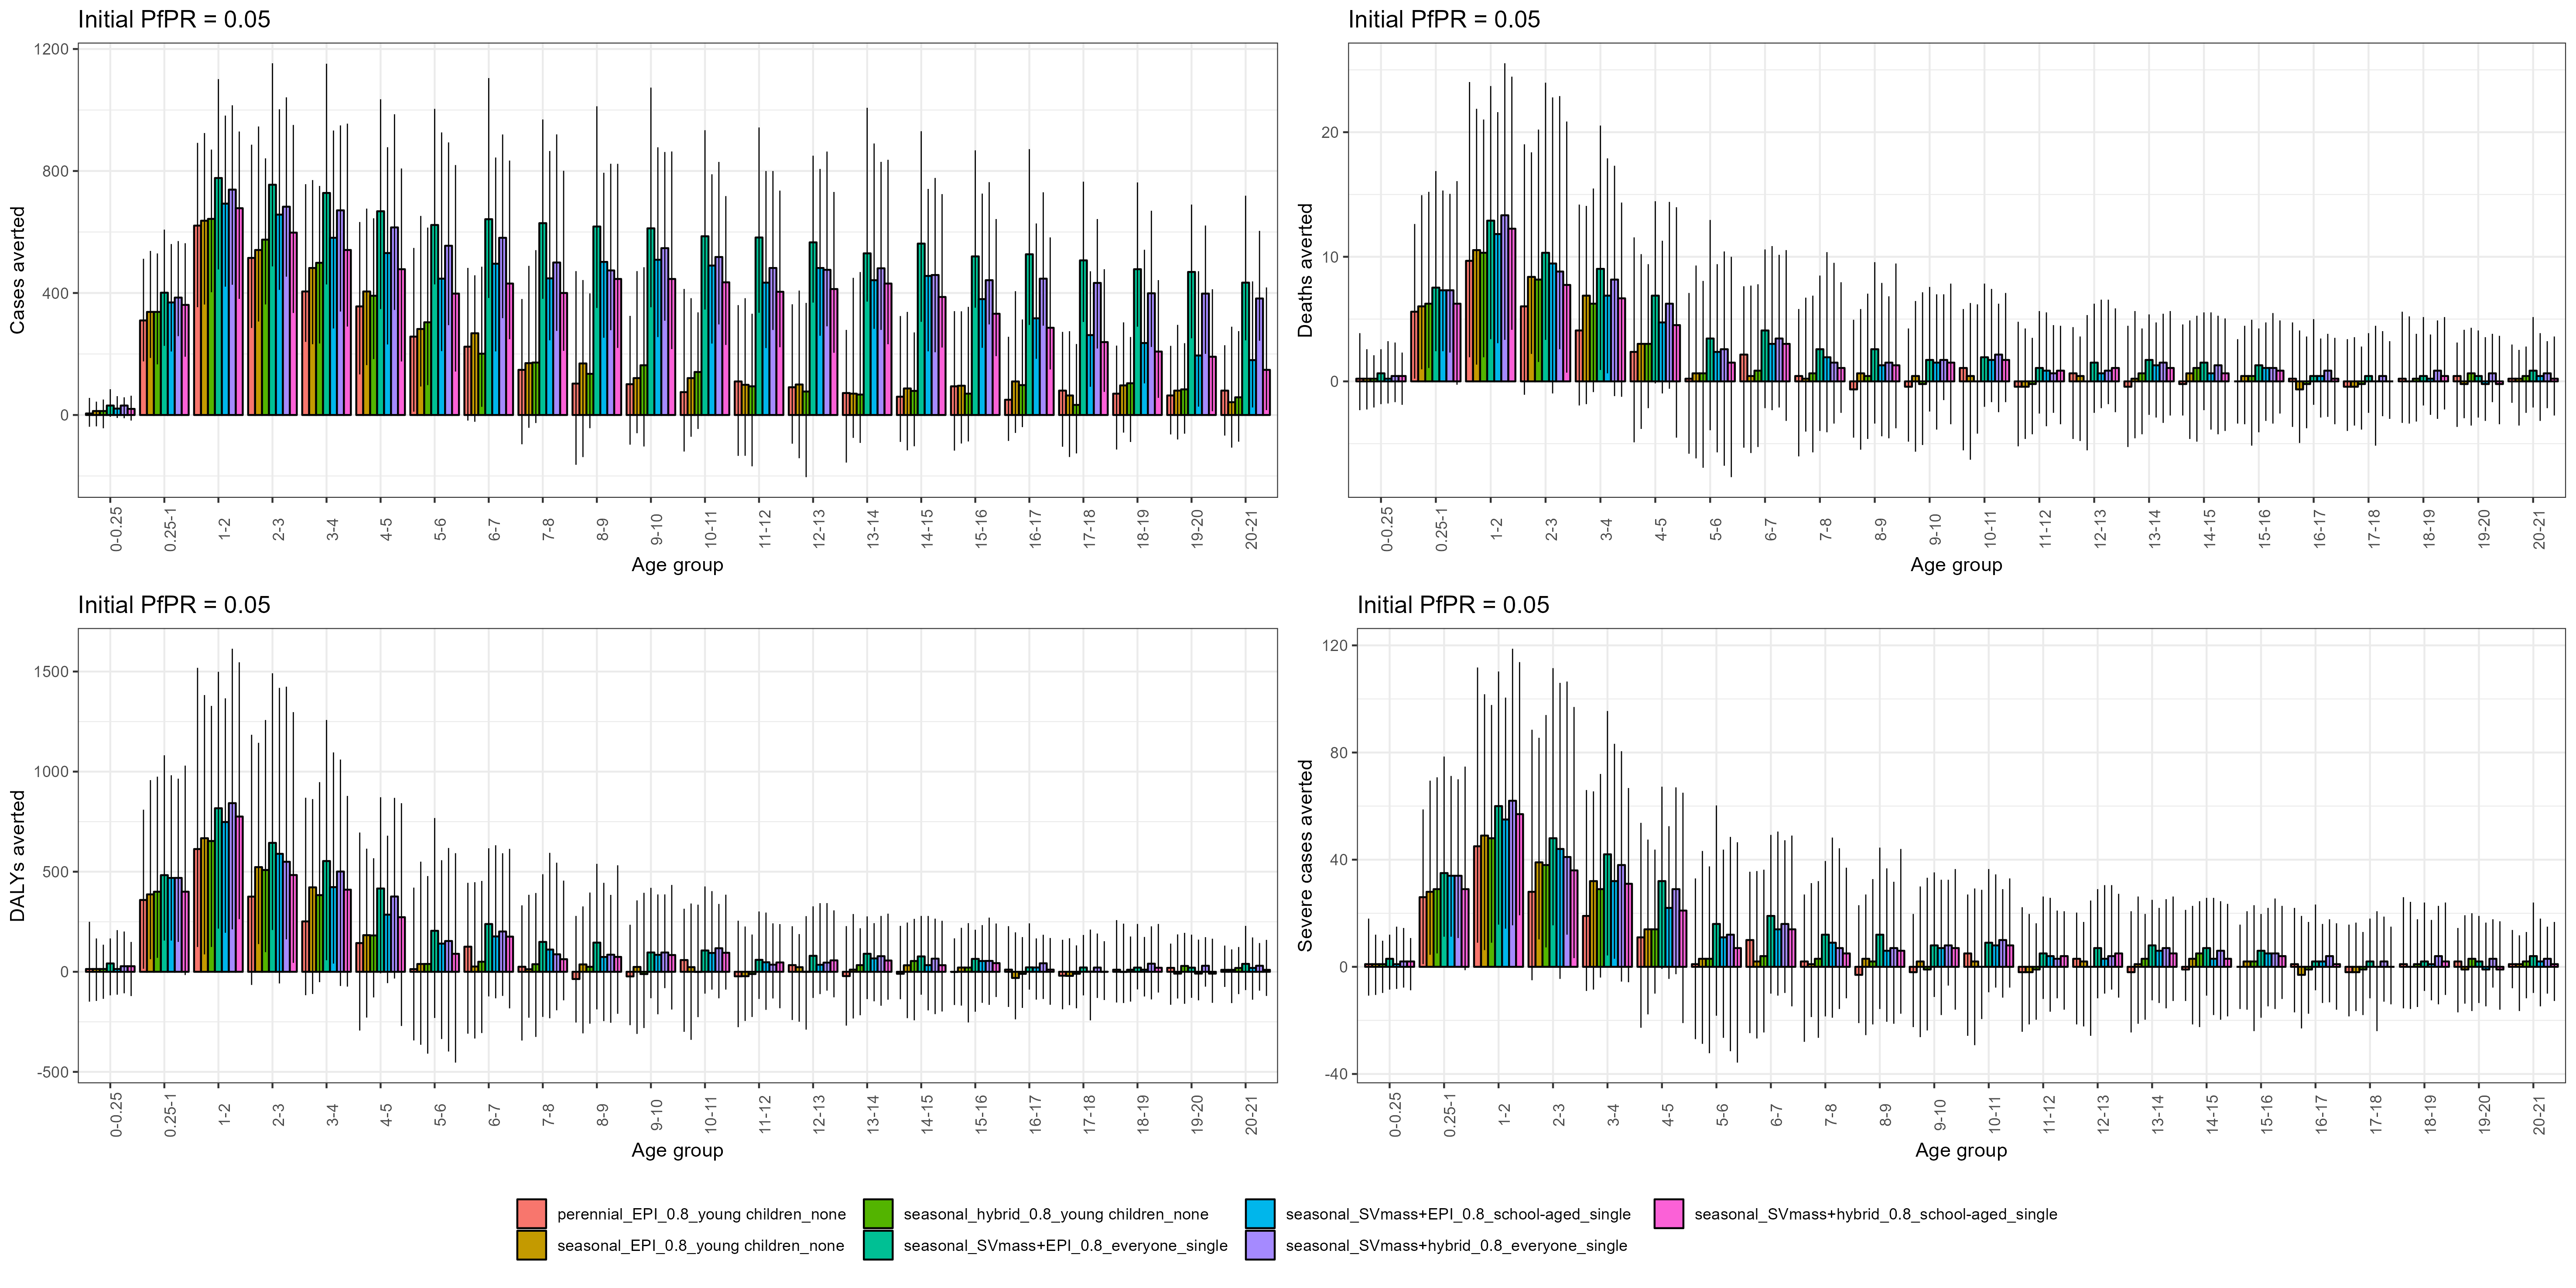 Initial PfPR = 0.05
Cases averted
1200
800
400
0
0-0.25 0.25-1 1-2 2-3 3-4 4-5 5-6 6-7 7-8 8-9 9-10 10-11 11-12 12-13 13-14 14-15 15-16 16-17 17-18 18-19 19-20 20-21
Age group
Initial PfPR = 0.05
Deaths averted
20
10
0
0-0.25 0.25-1 1-2 2-3 3-4 4-5 5-6 6-7 7-8 8-9 9-10 10-11 11-12 12-13 13-14 14-15 15-16 16-17 17-18 18-19 19-20 20-21
Age group
Initial PfPR = 0.05
DALYs averted
1500
1000
500
0
-500
0-0.25 0.25-1 1-2 2-3 3-4 4-5 5-6 6-7 7-8 8-9 9-10 10-11 11-12 12-13 13-14 14-15 15-16 16-17 17-18 18-19 19-20 20-21
Age group
Initial PfPR = 0.05
Severe cases averted
120
80
40
0
-40
0-0.25 0.25-1 1-2 2-3 3-4 4-5 5-6 6-7 7-8 8-9 9-10 10-11 11-12 12-13 13-14 14-15 15-16 16-17 17-18 18-19 19-20 20-21
Age group
perennial_EPI_0.8_young children_none
seasonal_EPI_0.8_young children_none
seasonal_hybrid_0.8_young children_none
seasonal_SVmass+EPI_0.8_everyone_single
seasonal_SVmass+EPI_0.8_school-aged_single
seasonal_SVmass+hybrid_0.8_everyone_single
seasonal_SVmass+hybrid_0.8_school-aged_single